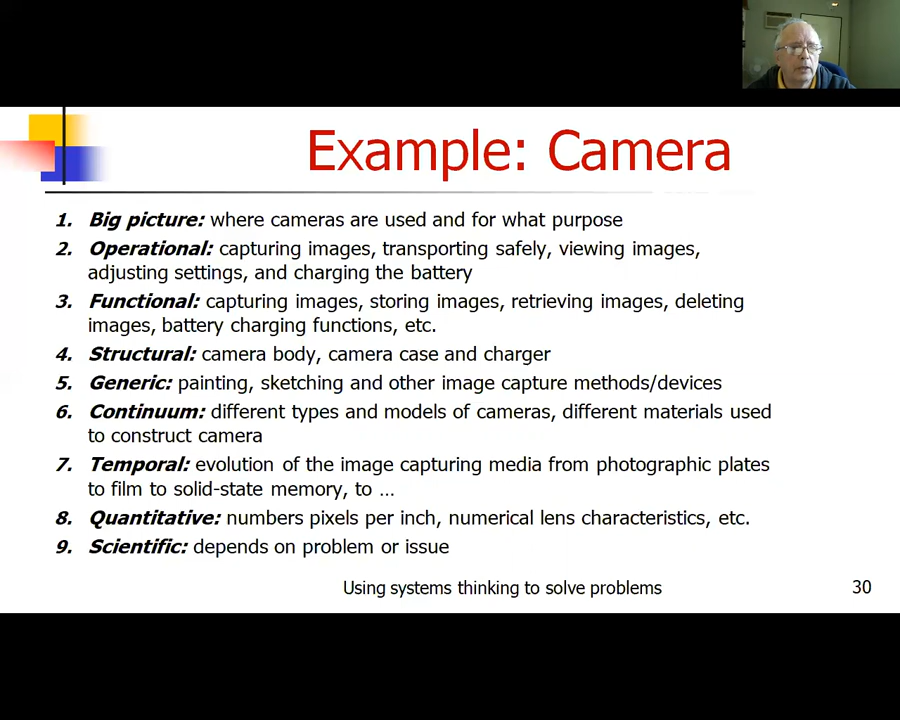 Example: Camera
1. Big picture: where cameras are used and for what purpose
2. Operational: capturing images, transporting safely, viewing images,
adjusting settings, and charging the battery
3. Functional: capturing images, storing images, retrieving images, deleting
images, battery charging functions, etc.
4. Structural: camera body, camera case and charger
5. Generic: painting, sketching and other image capture methods/devices
6. Continuum: different types and models of cameras, different materials used
to construct camera
7. Temporal: evolution of the image capturing media from photographic plates
to film to solid-state memory, to ...
8. Quantitative: numbers pixels per inch, numerical lens characteristics, etc.
9. Scientific: depends on problem or issue
Using systems thinking to solve problems
30